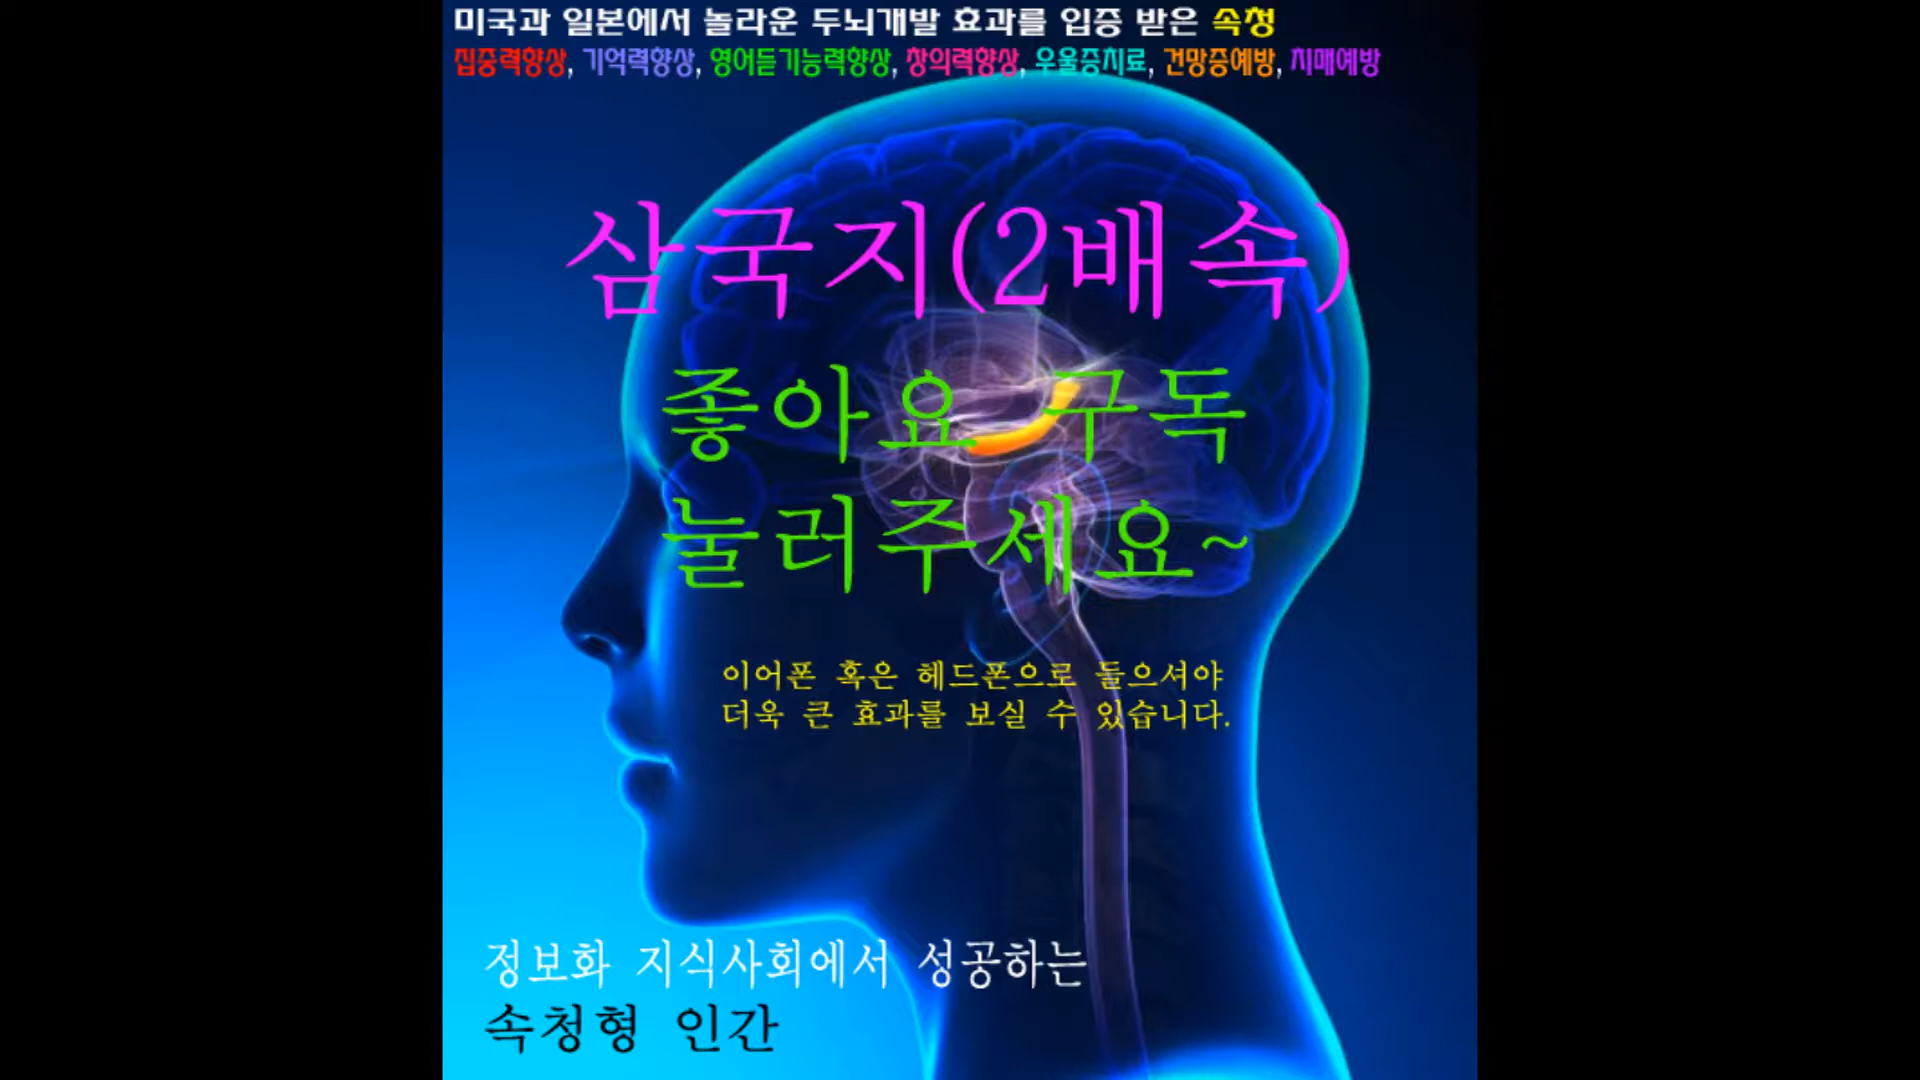 미국과 일본에서 놀라운 두뇌개발 효과를 입증 받은 속청
집중력향상, 기억력향상, 영어듣기능력향상, 창의력향상, 우울증치료, 건망증예방, 치매예방
삼국지(2배속)
좋아요 구독
눌러주세요~
이어폰 혹은 헤드폰으로 들으셔야
더욱 큰 효과를 보실 수 있습니다.
정보화 지식사회에서 성공하는
속청형 인간